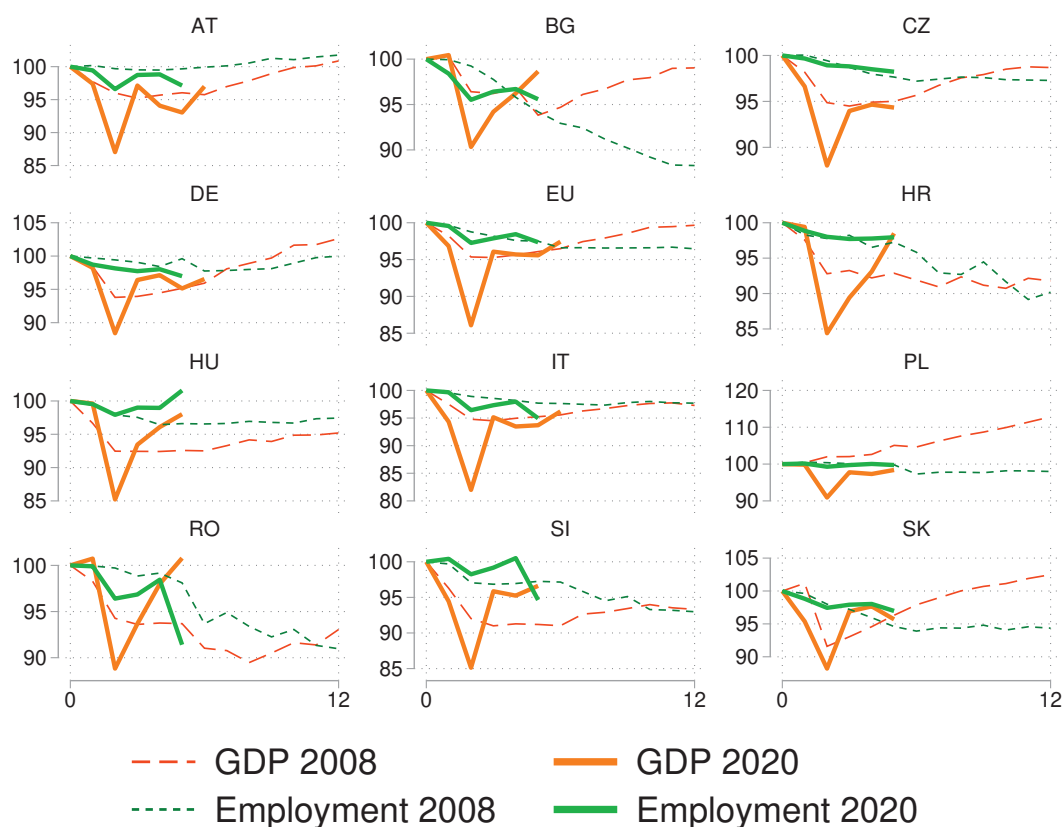 AT BG CZ
100 100 100
95 95 95
90 90 90
85
DE EU HR
105 100 100
100 95 95
95 90 90
90 85 85
HU IT PL
100 100 120
95 95 110
90 90 100
85 85 90
80
RO SI SK
100 100 105
95 95 100
90 90 95
85 90
0 12 0 12 0 12
GDP 2008 GDP 2020
Employment 2008 Employment 2020